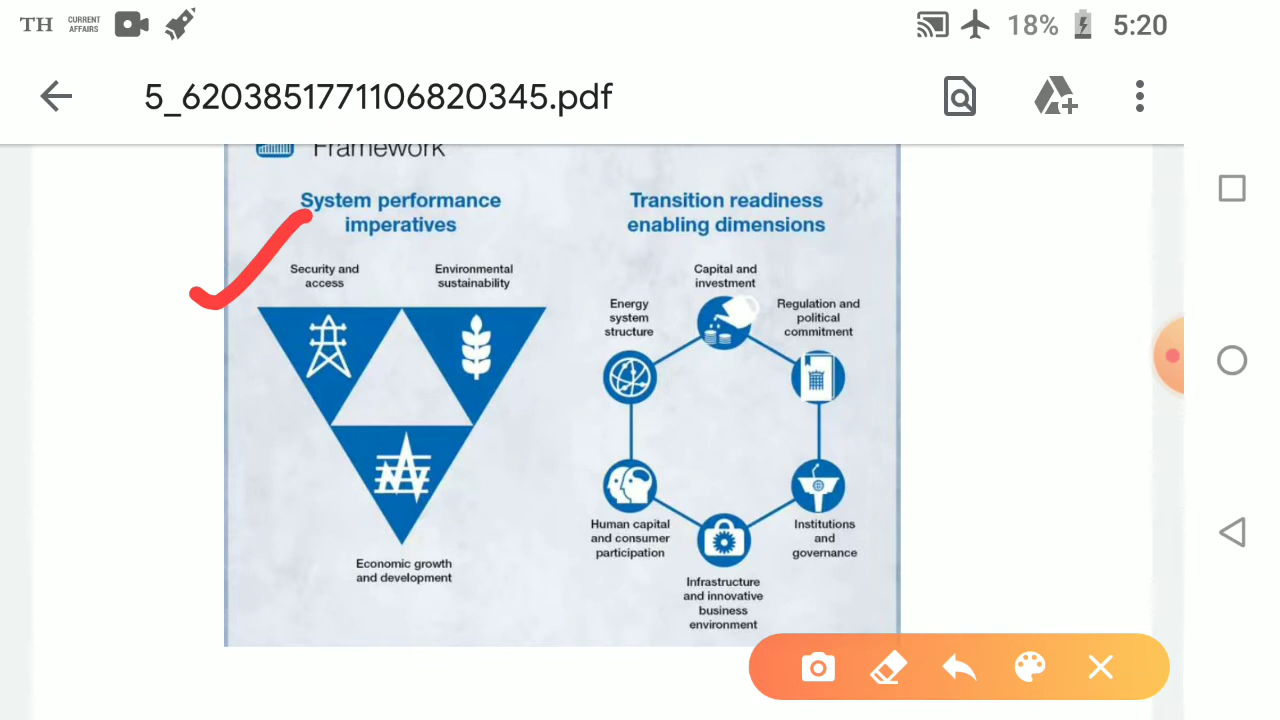 TH CURRENT AFFAIRS 18% 5:20
5_6203851771106820345.pdf
Framework
System performance
imperatives
Transition readiness
enabling dimensions
Security and
access
Environmental
sustainability
Economic growth
and development
Capital and
investment
Energy
system
structure
Regulation and
political
commitment
Human capital
and consumer
participation
Institutions
and
governance
Infrastructure
and innovative
business
environment